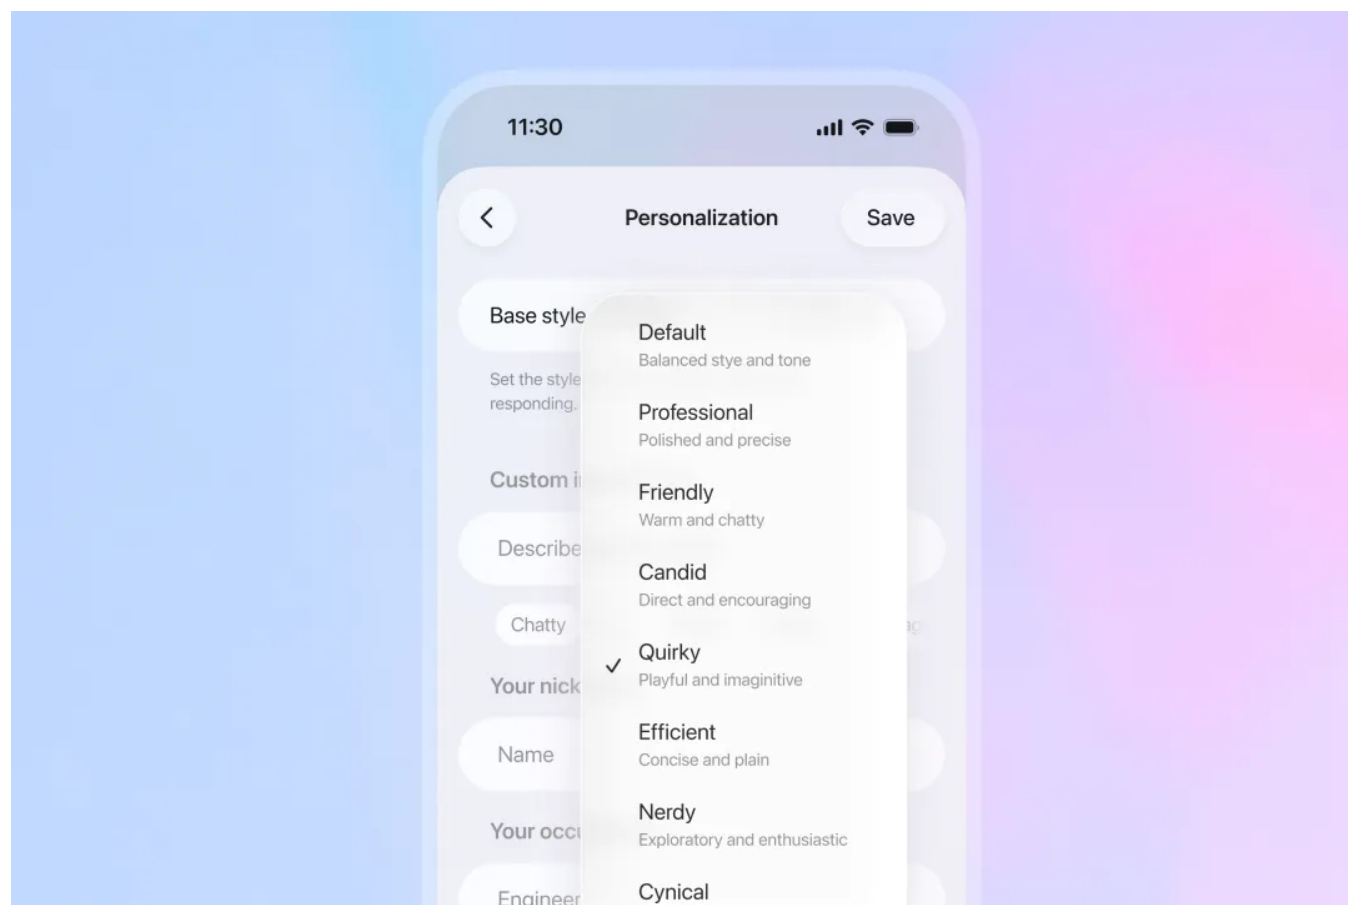 11:30
Personalization
Save
Base style
Set the style
responding.
Custom
Describe
Chatty
Your nick
Name
Your occu
Engineer
Default
Balanced stye and tone
Professional
Polished and precise
Friendly
Warm and chatty
Candid
Direct and encouraging
Quirky
Playful and imaginitive
Efficient
Concise and plain
Nerdy
Exploratory and enthusiastic
Cynical